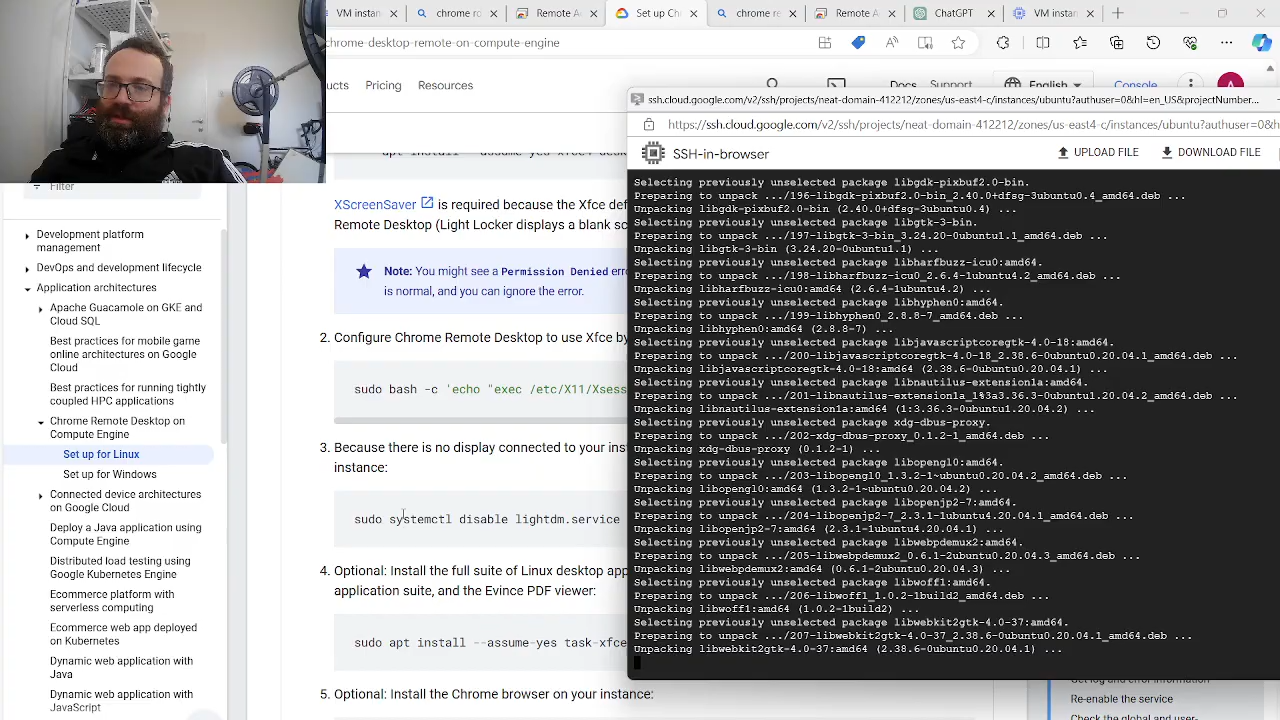 VM instan
chrome ro
Remote A
Set up Ch
chrome re
Remote A
ChatGPT
VM instan
chrome-desktop-remote-on-compute-engine
ucts
Pricing
Resources
Docs
Support
English
Console
ssh.cloud.google.com/v2/ssh/projects/neat-domain-412212/zones/us-east4-c/instances/ubuntu?authuser=0&hl=en_US&projectNumber...
https://ssh.cloud.google.com/v2/ssh/projects/neat-domain-412212/zones/us-east4-c/instances/ubuntu?authuser=0&h
SSH-in-browser
UPLOAD FILE
DOWNLOAD FILE
Filter
Development platform
management
DevOps and development lifecycle
Application architectures
Apache Guacamole on GKE and
Cloud SQL
Best practices for mobile game
online architectures on Google
Cloud
Best practices for running tightly
coupled HPC applications
Chrome Remote Desktop on
Compute Engine
Set up for Linux
Set up for Windows
Connected device architectures
on Google Cloud
Deploy a Java application using
Compute Engine
Distributed load testing using
Google Kubernetes Engine
Ecommerce platform with
serverless computing
Ecommerce web app deployed
on Kubernetes
Dynamic web application with
Java
Dynamic web application with
JavaScript
XScreenSaver is required because the Xfce def
Remote Desktop (Light Locker displays a blank sc
Note: You might see a Permission Denied erro
is normal, and you can ignore the error.
2. Configure Chrome Remote Desktop to use Xfce by
sudo bash -c 'echo "exec /etc/X11/Xsess
3. Because there is no display connected to your inst
instance:
sudo systemctl disable lightdm.service
4. Optional: Install the full suite of Linux desktop app
application suite, and the Evince PDF viewer:
sudo apt install --assume-yes task-xfce
5. Optional: Install the Chrome browser on your instance:
Selecting previously unselected package libgdk-pixbuf2.0-bin.
Preparing to unpack .../196-libgdk-pixbuf2.0-bin_2.40.0+dfsg-3ubuntu0.4_amd64.deb ...
Unpacking libgdk-pixbuf2.0-bin (2.40.0+dfsg-3ubuntu0.4) ...
Selecting previously unselected package libgtk-3-bin.
Preparing to unpack .../197-libgtk-3-bin_3.24.20-0ubuntu1.1_amd64.deb ...
Unpacking libgtk-3-bin (3.24.20-0ubuntu1.1) ...
Selecting previously unselected package libharfbuzz-icu0:amd64.
Preparing to unpack .../198-libharfbuzz-icu0_2.6.4-1ubuntu4.2_amd64.deb ...
Unpacking libharfbuzz-icu0:amd64 (2.6.4-1ubuntu4.2) ...
Selecting previously unselected package libhyphen0:amd64.
Preparing to unpack .../199-libhyphen0_2.8.8-7_amd64.deb ...
Unpacking libhyphen0:amd64 (2.8.8-7) ...
Selecting previously unselected package libjavascriptcoregtk-4.0-18:amd64.
Preparing to unpack .../200-libjavascriptcoregtk-4.0-18_2.38.6-0ubuntu0.20.04.1_amd64.deb ...
Unpacking libjavascriptcoregtk-4.0-18:amd64 (2.38.6-0ubuntu0.20.04.1) ...
Selecting previously unselected package libnautilus-extension1a:amd64.
Preparing to unpack .../201-libnautilus-extension1a_1%3a3.36.3-0ubuntu1.20.04.2_amd64.deb ...
Unpacking libnautilus-extension1a:amd64 (1:3.36.3-0ubuntu1.20.04.2) ...
Selecting previously unselected package xdg-dbus-proxy.
Preparing to unpack .../202-xdg-dbus-proxy_0.1.2-1_amd64.deb ...
Unpacking xdg-dbus-proxy (0.1.2-1) ...
Selecting previously unselected package libopengl0:amd64.
Preparing to unpack .../203-libopengl0_1.3.2-1~ubuntu0.20.04.2_amd64.deb ...
Unpacking libopengl0:amd64 (1.3.2-1~ubuntu0.20.04.2) ...
Selecting previously unselected package libopenjp2-7:amd64.
Preparing to unpack .../204-libopenjp2-7_2.3.1-1ubuntu4.20.04.1_amd64.deb ...
Unpacking libopenjp2-7:amd64 (2.3.1-1ubuntu4.20.04.1) ...
Selecting previously unselected package libwebpdemux2:amd64.
Preparing to unpack .../205-libwebpdemux2_0.6.1-2ubuntu0.20.04.3_amd64.deb ...
Unpacking libwebpdemux2:amd64 (0.6.1-2ubuntu0.20.04.3) ...
Selecting previously unselected package libwoff1:amd64.
Preparing to unpack .../206-libwoff1_1.0.2-1build2_amd64.deb ...
Unpacking libwoff1:amd64 (1.0.2-1build2) ...
Selecting previously unselected package libwebkit2gtk-4.0-37:amd64.
Preparing to unpack .../207-libwebkit2gtk-4.0-37_2.38.6-0ubuntu0.20.04.1_amd64.deb ...
Unpacking libwebkit2gtk-4.0-37:amd64 (2.38.6-0ubuntu0.20.04.1) ...
Re-enable the service
Check the global and user-